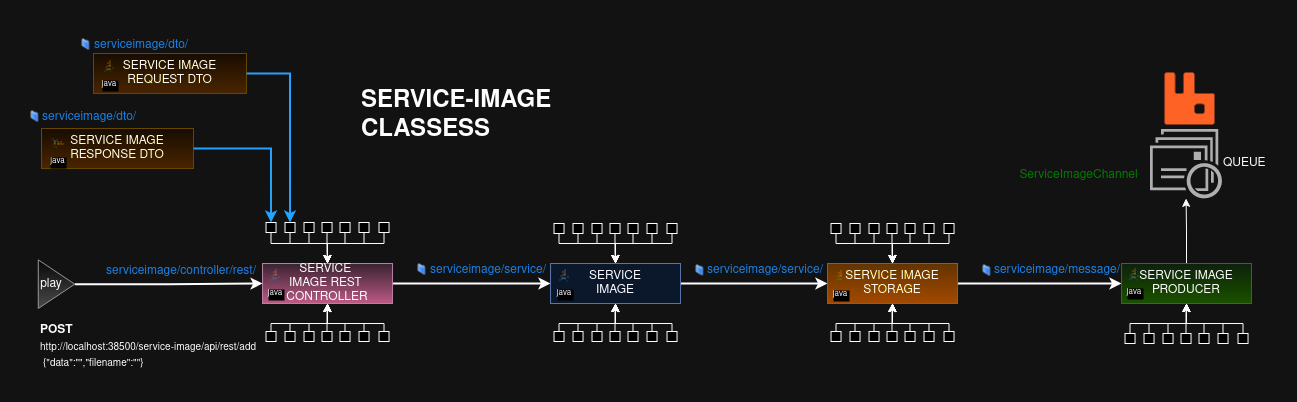 serviceimage/dto/
SERVICE IMAGE
REQUEST DTO
java
serviceimage/dto/
SERVICE IMAGE
RESPONSE DTO
java
SERVICE-IMAGE
CLASSESS
QUEUE
ServiceImageChannel
play
serviceimage/controller/rest/
SERVICE
IMAGE REST
CONTROLLER
java
serviceimage/service/
SERVICE
IMAGE
java
serviceimage/service/
SERVICE IMAGE
STORAGE
java
serviceimage/message/
SERVICE IMAGE
PRODUCER
java
POST
http://localhost:38500/service-image/api/rest/add
{"data":"","filename":""}